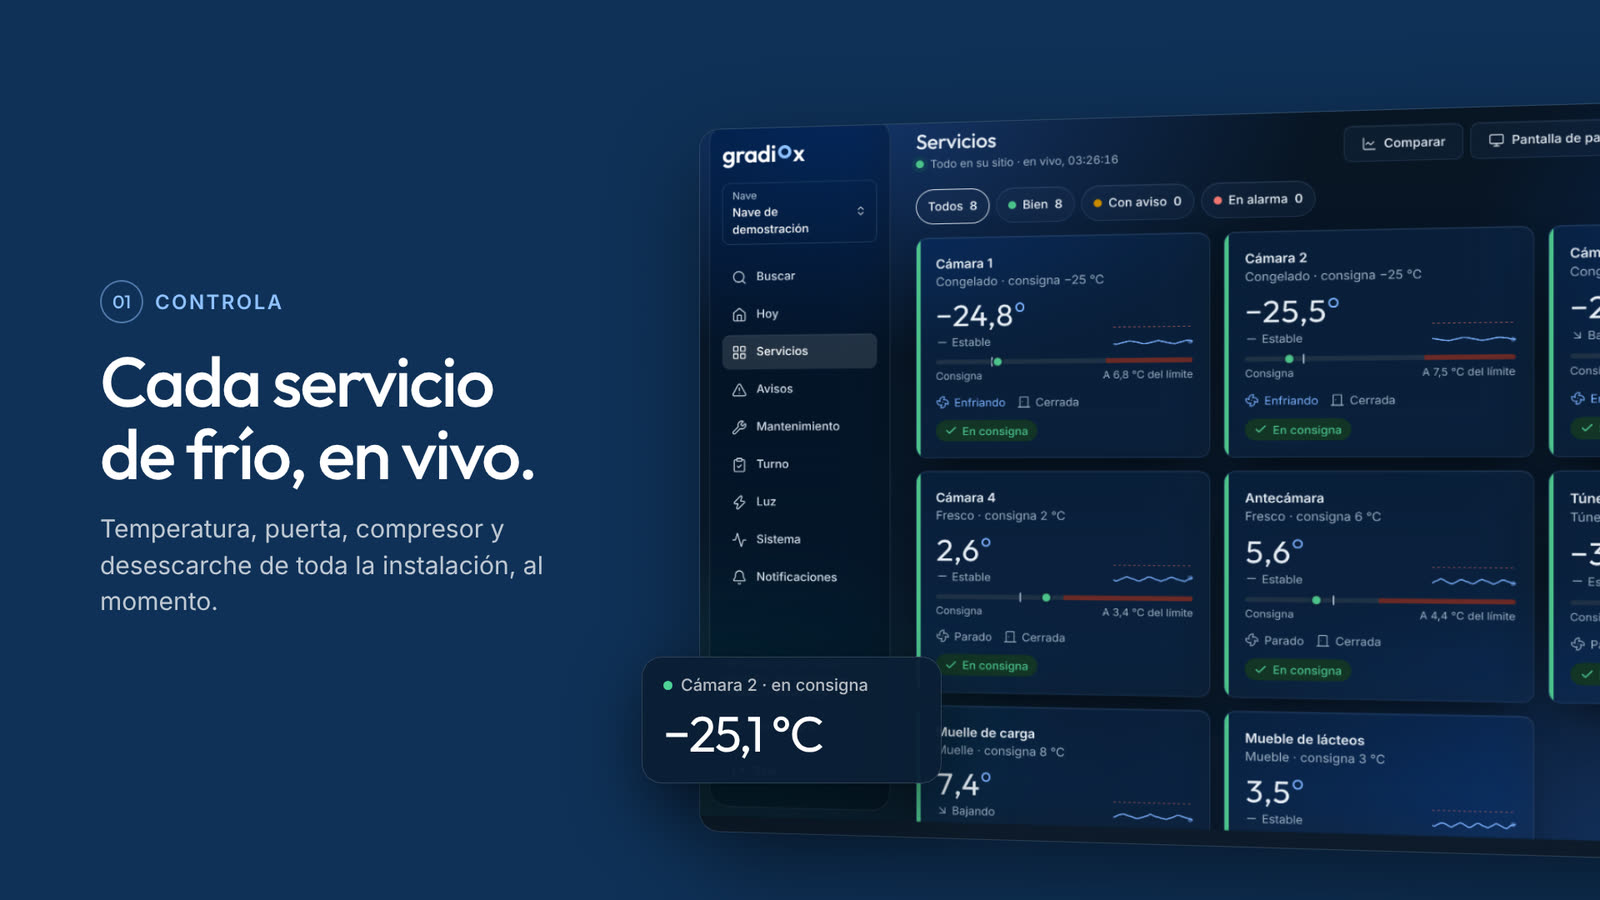 01 CONTROLA
Cada servicio
de frío, en vivo.
Temperatura, puerta, compresor y
desescarche de toda la instalación, al
momento.
gradiox
Nave
Nave de
demostración
Buscar
Hoy
Servicios
Avisos
Mantenimiento
Turno
Luz
Sistema
Notificaciones
Servicios
Todo en su sitio · en vivo, 03:26:16
Comparar
Pantalla de
Todos 8
Bien 8
Con aviso 0
En alarma 0
Cámara 1
Congelado · consigna −25 °C
−24,8°
Estable
Consigna
A 6,8 °C del límite
Enfriando
Cerrada
En consigna
Cámara 2
Congelado · consigna −25 °C
−25,5°
Estable
Consigna
A 7,5 °C del límite
Enfriando
Cerrada
En consigna
Cámara 4
Fresco · consigna 2 °C
2,6°
Estable
Consigna
A 3,4 °C del límite
Parado
Cerrada
En consigna
Antecámara
Fresco · consigna 6 °C
5,6°
Estable
Consigna
A 4,4 °C del límite
Parado
Cerrada
En consigna
Cámara 2 · en consigna
−25,1 °C
Muelle de carga
Muelle · consigna 8 °C
7,4°
Bajando
Mueble de lácteos
Mueble · consigna 3 °C
3,5°
Estable